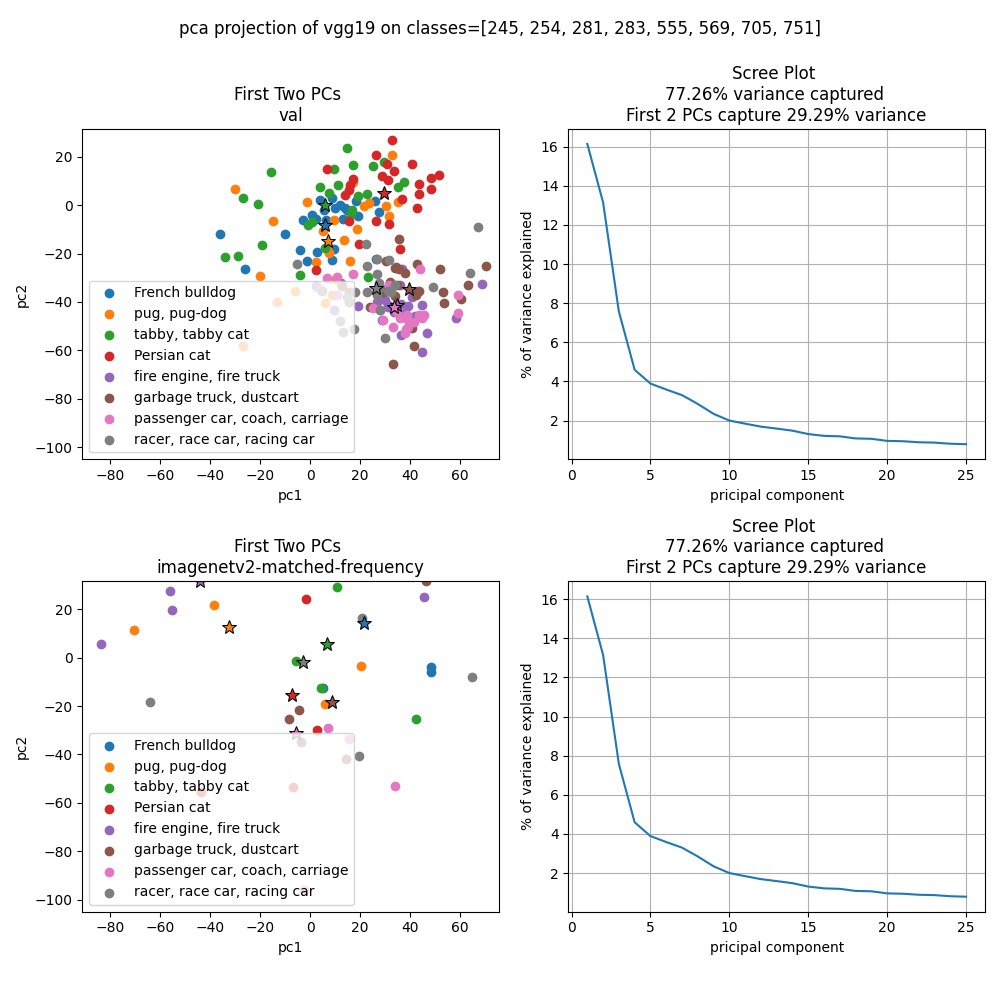 pca projection of vgg19 on classes=[245, 254, 281, 283, 555, 569, 705, 751]
First Two PCs
val
20
0
−20
−40
−60
−80
−100
pc2
French bulldog
pug, pug-dog
tabby, tabby cat
Persian cat
fire engine, fire truck
garbage truck, dustcart
passenger car, coach, carriage
racer, race car, racing car
−80 −60 −40 −20 0 20 40 60
pc1
Scree Plot
77.26% variance captured
First 2 PCs capture 29.29% variance
16
14
12
10
8
6
4
2
% of variance explained
0 5 10 15 20 25
pricipal component
First Two PCs
imagenetv2-matched-frequency
20
0
−20
−40
−60
−80
−100
pc2
French bulldog
pug, pug-dog
tabby, tabby cat
Persian cat
fire engine, fire truck
garbage truck, dustcart
passenger car, coach, carriage
racer, race car, racing car
−80 −60 −40 −20 0 20 40 60
pc1
Scree Plot
77.26% variance captured
First 2 PCs capture 29.29% variance
16
14
12
10
8
6
4
2
% of variance explained
0 5 10 15 20 25
pricipal component